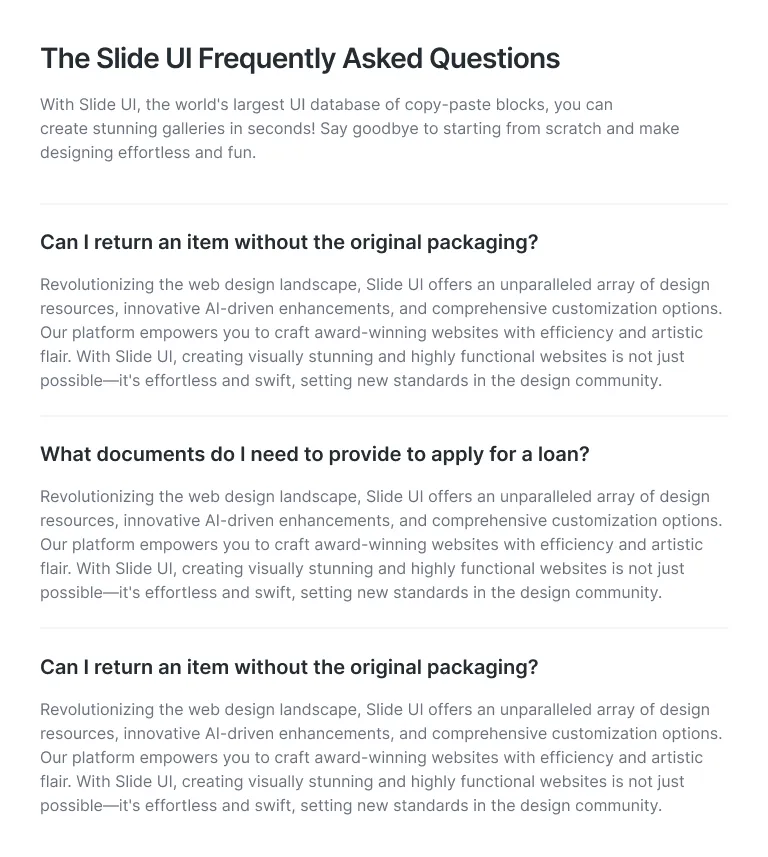 The Slide UI Frequently Asked Questions
With Slide UI, the world's largest UI database of copy-paste blocks, you can
create stunning galleries in seconds! Say goodbye to starting from scratch and make
designing effortless and fun.
Can I return an item without the original packaging?
Revolutionizing the web design landscape, Slide UI offers an unparalleled array of design
resources, innovative AI-driven enhancements, and comprehensive customization options.
Our platform empowers you to craft award-winning websites with efficiency and artistic
flair. With Slide UI, creating visually stunning and highly functional websites is not just
possible—it's effortless and swift, setting new standards in the design community.
What documents do I need to provide to apply for a loan?
Revolutionizing the web design landscape, Slide UI offers an unparalleled array of design
resources, innovative AI-driven enhancements, and comprehensive customization options.
Our platform empowers you to craft award-winning websites with efficiency and artistic
flair. With Slide UI, creating visually stunning and highly functional websites is not just
possible—it's effortless and swift, setting new standards in the design community.
Can I return an item without the original packaging?
Revolutionizing the web design landscape, Slide UI offers an unparalleled array of design
resources, innovative AI-driven enhancements, and comprehensive customization options.
Our platform empowers you to craft award-winning websites with efficiency and artistic
flair. With Slide UI, creating visually stunning and highly functional websites is not just
possible—it's effortless and swift, setting new standards in the design community.